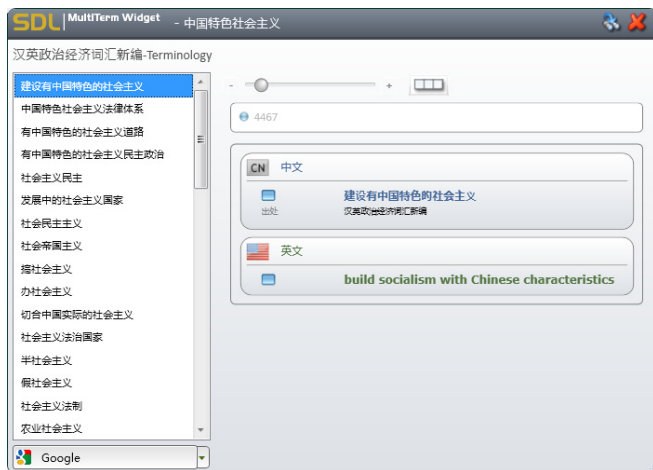 SDL MultiTerm Widget - 中国特色社会主义
汉英政治经济词汇新编-Terminology
建设有中国特色的社会主义
中国特色社会主义法律体系
有中国特色的社会主义道路
有中国特色的社会主义民主政治
社会主义民主
发展中的社会主义国家
社会民主主义
社会帝国主义
搞社会主义
办社会主义
切合中国实际的社会主义
社会主义法治国家
半社会主义
假社会主义
社会主义法制
农业社会主义
Google
- +
4467
CN 中文
建设有中国特色的社会主义
出处 汉英政治经济词汇新编
英文
build socialism with Chinese characteristics